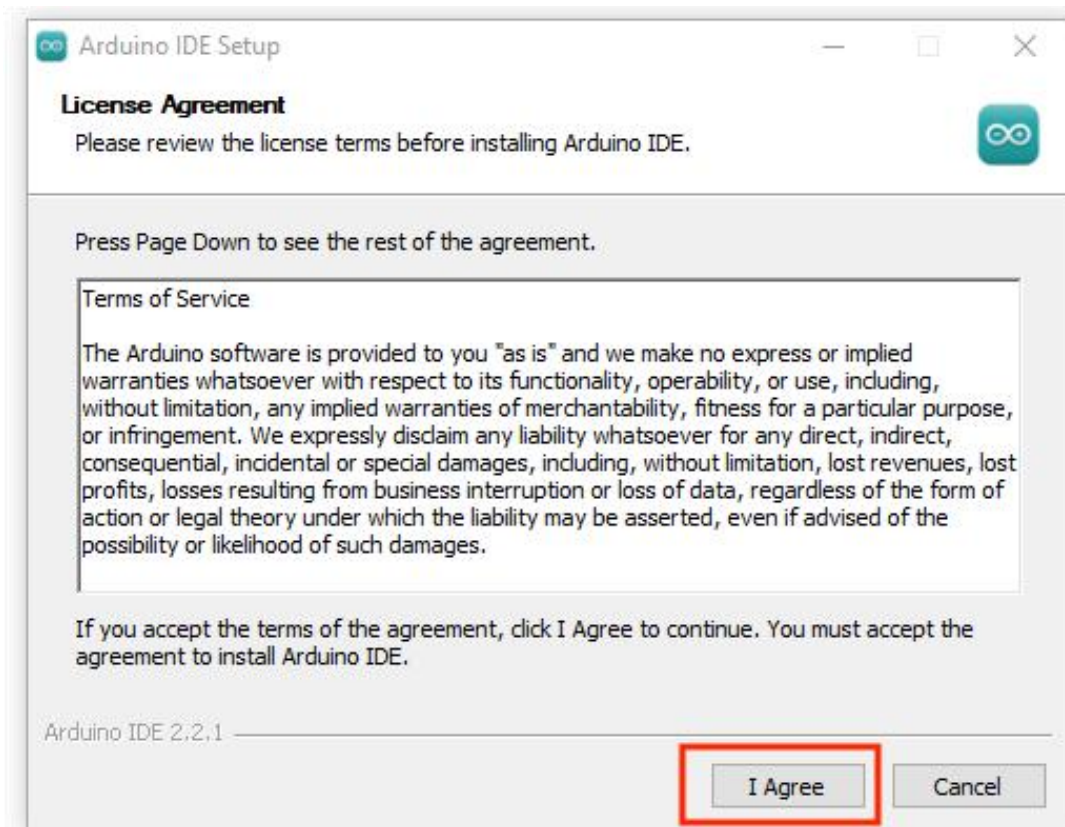 Arduino IDE Setup
License Agreement
Please review the license terms before installing Arduino IDE.
Press Page Down to see the rest of the agreement.
Terms of Service
The Arduino software is provided to you "as is" and we make no express or implied
warranties whatsoever with respect to its functionality, operability, or use, including,
without limitation, any implied warranties of merchantability, fitness for a particular purpose,
or infringement. We expressly disclaim any liability whatsoever for any direct, indirect,
consequential, incidental or special damages, including, without limitation, lost revenues, lost
profits, losses resulting from business interruption or loss of data, regardless of the form of
action or legal theory under which the liability may be asserted, even if advised of the
possibility or likelihood of such damages.
If you accept the terms of the agreement, click I Agree to continue. You must accept the
agreement to install Arduino IDE.
Arduino IDE 2.2.1
I Agree
Cancel